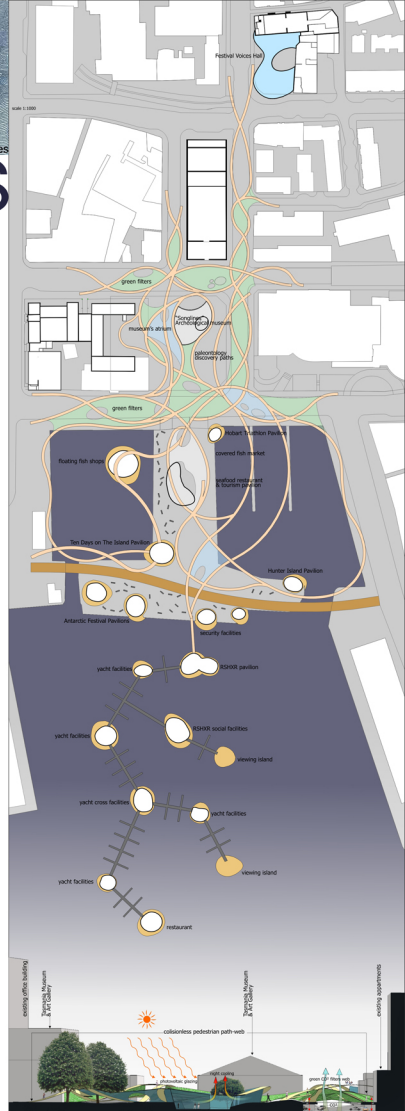 Festival Voices Hall
scale 1:1000
es
S
green filters
"Songlines"
Archeological museum
museum's atrium
paleontology
discovery paths
green filters
Hobart Triathlon Pavilion
floating fish shops
covered fish market
seafood restaurant
& tourism pavilion
Ten Days on The Island Pavilion
Hunter Island Pavilion
Antarctic Festival Pavilions
security facilities
yacht facilities
RSHXR pavilion
yacht facilities
RSHXR social facilities
viewing island
yacht cross facilities
yacht facilities
viewing island
yacht facilities
restaurant
existing office building
Tasmania Museum
& Art Gallery
Tasmania Museum
& Art Gallery
existing appartments
colisionless pedestrian path-web
photovoltaic glazing
night cooling
green CO² filters web